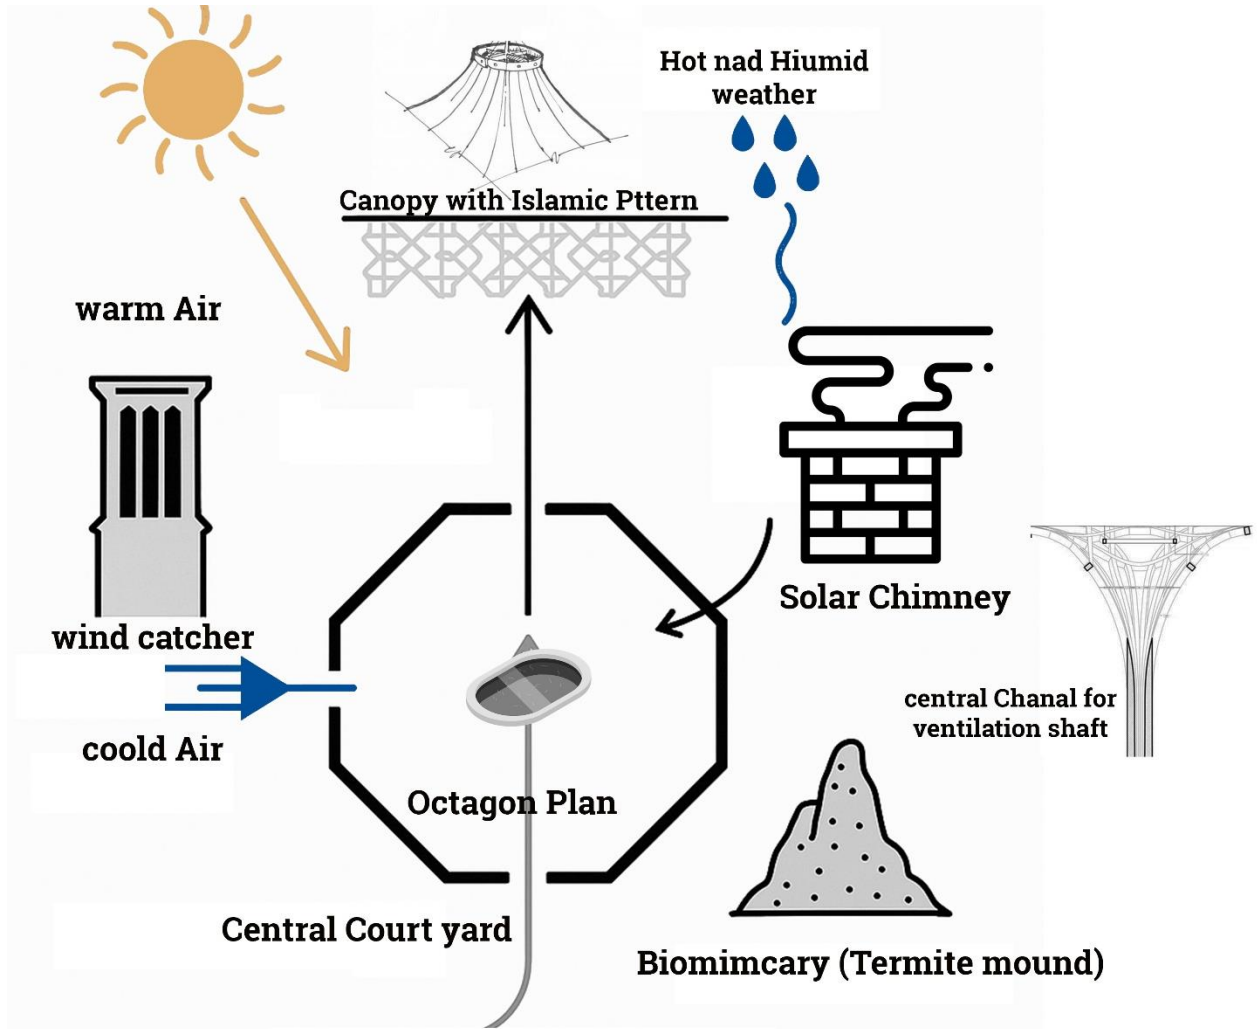 Hot nad Hiumid
weather
Canopy with Islamic Pttern
warm Air
wind catcher
Solar Chimney
central Chanal for
ventilation shaft
coold Air
Octagon Plan
Central Court yard
Biomimcary (Termite mound)